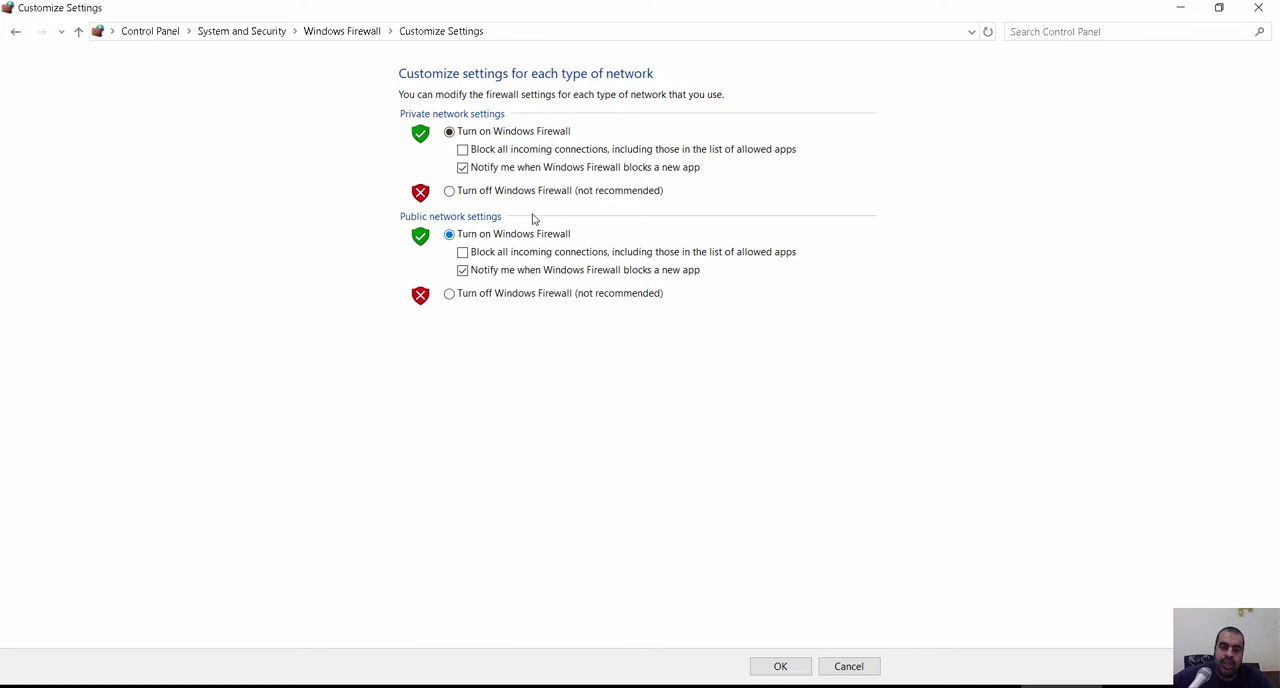 Customize Settings
Control Panel > System and Security > Windows Firewall > Customize Settings
Search Control Panel
Customize settings for each type of network
You can modify the firewall settings for each type of network that you use.
Private network settings
Turn on Windows Firewall
Block all incoming connections, including those in the list of allowed apps
Notify me when Windows Firewall blocks a new app
Turn off Windows Firewall (not recommended)
Public network settings
Turn on Windows Firewall
Block all incoming connections, including those in the list of allowed apps
Notify me when Windows Firewall blocks a new app
Turn off Windows Firewall (not recommended)
OK Cancel